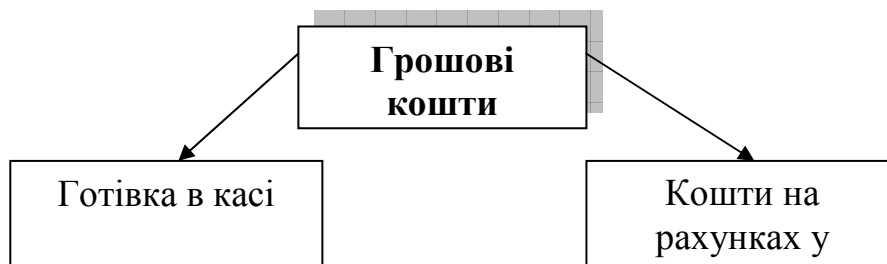 Грошові
кошти
Готівка в касі
Кошти на
рахунках у